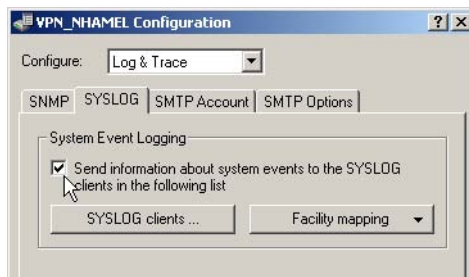 VPN_NHAMEL Configuration
Configure: Log & Trace
SNMP SYSLOG SMTP Account SMTP Options
System Event Logging
Send information about system events to the SYSLOG
clients in the following list
SYSLOG clients ... Facility mapping